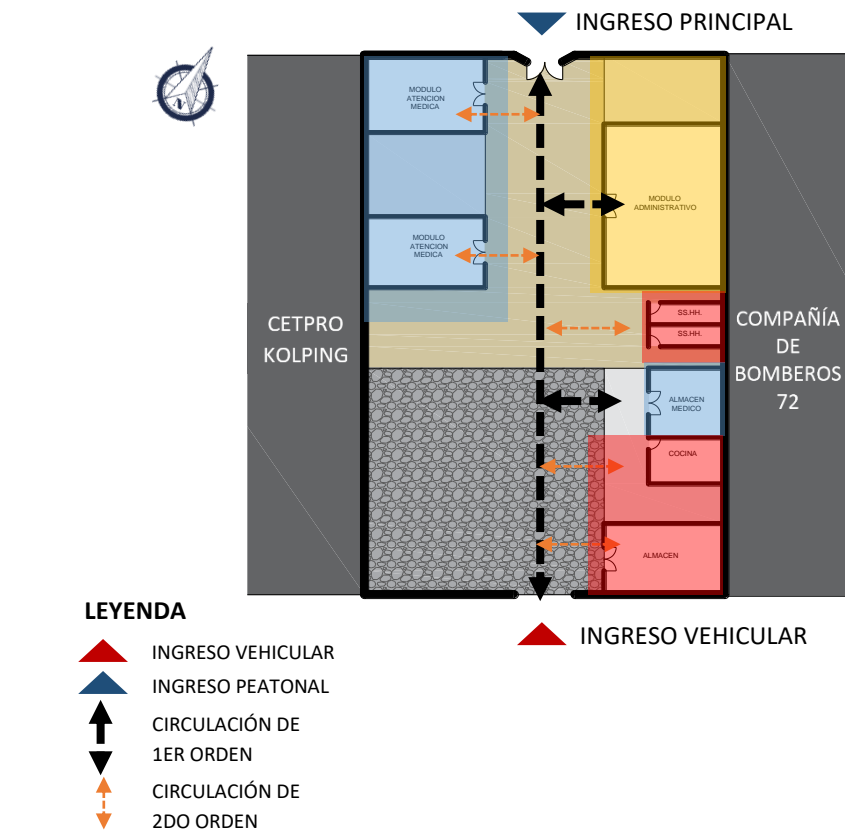 INGRESO PRINCIPAL
MODULO
ATENCION
MEDICA
MODULO
ADMINISTRATIVO
MODULO
ATENCION
MEDICA
SS.HH.
SS.HH.
CETPRO
KOLPING
COMPAÑÍA
DE
BOMBEROS
72
ALMACEN
MEDICO
COCINA
ALMACEN
LEYENDA
INGRESO VEHICULAR
INGRESO VEHICULAR
INGRESO PEATONAL
CIRCULACIÓN DE
1ER ORDEN
CIRCULACIÓN DE
2DO ORDEN